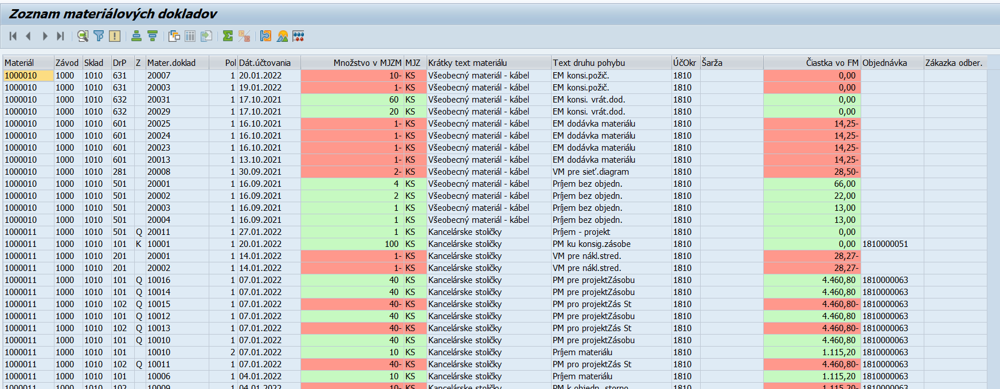 Zoznam materiálových dokladov
Materiál Závod Sklad DrP Z Mater.doklad Pol Dát.účtovania Množstvo v MJZM MJZ Krátky text materiálu Text druhu pohybu ÚčOkr Šarža Čiastka vo FM Objednávka Zákazka odber.
1000010 1000 1010 631 20007 1 20.01.2022 10- KS Všeobecný materiál - kábel EM konsi.požič. 1810 0,00
1000010 1000 1010 631 20003 1 19.01.2022 1- KS Všeobecný materiál - kábel EM konsi.požič. 1810 0,00
1000010 1000 1010 632 20031 1 17.10.2021 60 KS Všeobecný materiál - kábel EM konsi. vrát.dod. 1810 0,00
1000010 1000 1010 632 20029 1 17.10.2021 20 KS Všeobecný materiál - kábel EM konsi. vrát.dod. 1810 0,00
1000010 1000 1010 601 20025 1 16.10.2021 1- KS Všeobecný materiál - kábel EM dodávka materiálu 1810 14,25-
1000010 1000 1010 601 20024 1 16.10.2021 1- KS Všeobecný materiál - kábel EM dodávka materiálu 1810 14,25-
1000010 1000 1010 601 20023 1 16.10.2021 1- KS Všeobecný materiál - kábel EM dodávka materiálu 1810 14,25-
1000010 1000 1010 601 20013 1 13.10.2021 1- KS Všeobecný materiál - kábel EM dodávka materiálu 1810 14,25-
1000010 1000 1010 281 20008 1 30.09.2021 2- KS Všeobecný materiál - kábel VM pre sieť.diagram 1810 28,50-
1000010 1000 1010 501 20001 1 16.09.2021 4 KS Všeobecný materiál - kábel Príjem bez objedn. 1810 66,00
1000010 1000 1010 501 20002 1 16.09.2021 2 KS Všeobecný materiál - kábel Príjem bez objedn. 1810 22,00
1000010 1000 1010 501 20003 1 16.09.2021 1 KS Všeobecný materiál - kábel Príjem bez objedn. 1810 13,00
1000010 1000 1010 501 20004 1 16.09.2021 1 KS Všeobecný materiál - kábel Príjem bez objedn. 1810 13,00
1000011 1000 1010 501 Q 20011 1 27.01.2022 1 KS Kancelárske stoličky Príjem - projekt 1810 0,00
1000011 1000 1010 101 K 10001 1 20.01.2022 100 KS Kancelárske stoličky PM ku konsig.zásobe 1810 0,00 1810000051
1000011 1000 1010 201 20001 1 14.01.2022 1- KS Kancelárske stoličky VM pre nákl.stred. 1810 28,27-
1000011 1000 1010 201 20002 1 14.01.2022 1- KS Kancelárske stoličky VM pre nákl.stred. 1810 28,27-
1000011 1000 1010 101 Q 10016 1 07.01.2022 40 KS Kancelárske stoličky PM pre projektZásobu 1810 4.460,80 1810000063
1000011 1000 1010 101 Q 10014 1 07.01.2022 40 KS Kancelárske stoličky PM pre projektZásobu 1810 4.460,80 1810000063
1000011 1000 1010 102 Q 10015 1 07.01.2022 40- KS Kancelárske stoličky PM pro projektZás St 1810 4.460,80- 1810000063
1000011 1000 1010 101 Q 10012 1 07.01.2022 40 KS Kancelárske stoličky PM pre projektZásobu 1810 4.460,80 1810000063
1000011 1000 1010 102 Q 10013 1 07.01.2022 40- KS Kancelárske stoličky PM pro projektZás St 1810 4.460,80- 1810000063
1000011 1000 1010 101 Q 10010 1 07.01.2022 40 KS Kancelárske stoličky PM pre projektZásobu 1810 4.460,80 1810000063
1000011 1000 1010 101 10010 2 07.01.2022 10 KS Kancelárske stoličky Príjem materiálu 1810 1.115,20 1810000063
1000011 1000 1010 102 Q 10011 1 07.01.2022 40- KS Kancelárske stoličky PM pro projektZás St 1810 4.460,80- 1810000063
1000011 1000 1010 101 10006 1 04.01.2022 10 KS Kancelárske stoličky Príjem materiálu 1810 1.115,20 1810000063
1000011 1000 1010 102 10009 1 04.01.2022 10- KS Kancelárske stoličky PM k objedn. storno 1810 1.115,20- 1810000063